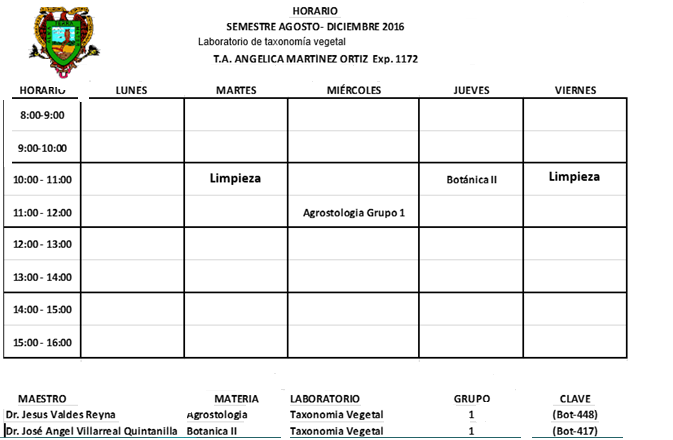 HORARIO
SEMESTRE AGOSTO- DICIEMBRE 2016
Laboratorio de taxonomía vegetal
T.A. ANGELICA MARTÍNEZ ORTIZ Exp. 1172
HORARIO LUNES MARTES MIÉRCOLES JUEVES VIERNES
8:00-9:00
9:00-10:00
10:00 - 11:00 Limpieza Botánica II Limpieza
11:00 - 12:00 Agrostologia Grupo 1
12:00 - 13:00
13:00 - 14:00
14:00 - 15:00
15:00 - 16:00
MAESTRO MATERIA LABORATORIO GRUPO CLAVE
Dr. Jesus Valdes Reyna Agrostologia Taxonomia Vegetal 1 (Bot-448)
Dr. José Angel Villarreal Quintanilla Botanica II Taxonomia Vegetal 1 (Bot-417)